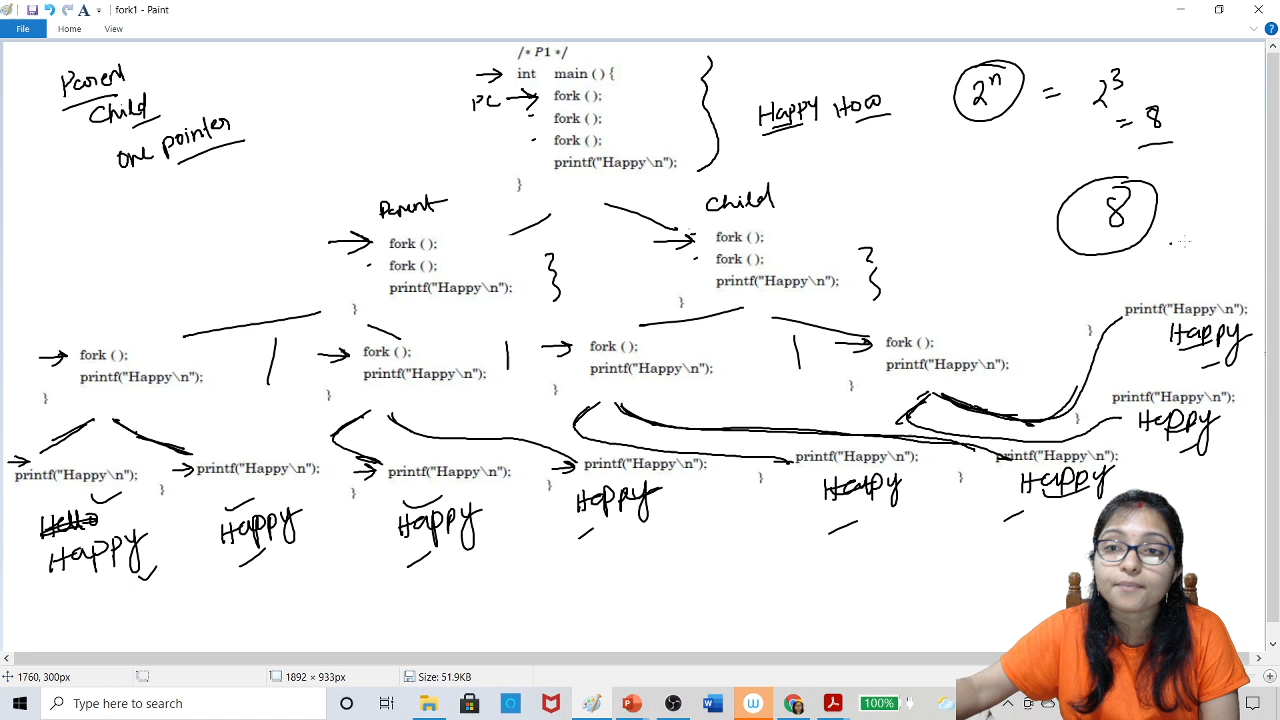 fork1 - Paint
File Home View
/* P1 */
int main ( ) {
PC fork ( );
fork ( );
fork ( );
printf("Happy\n");
}
Parent
Child
one pointer
Happy How
2^n = 2^3
= 8
8
Parent
fork ( );
fork ( );
printf("Happy\n");
}
Child
fork ( );
fork ( );
printf("Happy\n");
}
fork ( );
printf("Happy\n");
}
fork ( );
printf("Happy\n");
}
fork ( );
printf("Happy\n");
}
fork ( );
printf("Happy\n");
}
printf("Happy\n");
}
Happy
printf("Happy\n");
}
Happy
printf("Happy\n");
}
Hello
Happy
printf("Happy\n");
}
Happy
printf("Happy\n");
}
Happy
printf("Happy\n");
}
Happy
printf("Happy\n");
}
Happy
printf("Happy\n");
Happy
1760, 300px 1892 × 933px Size: 51.9KB
Type here to search 100%